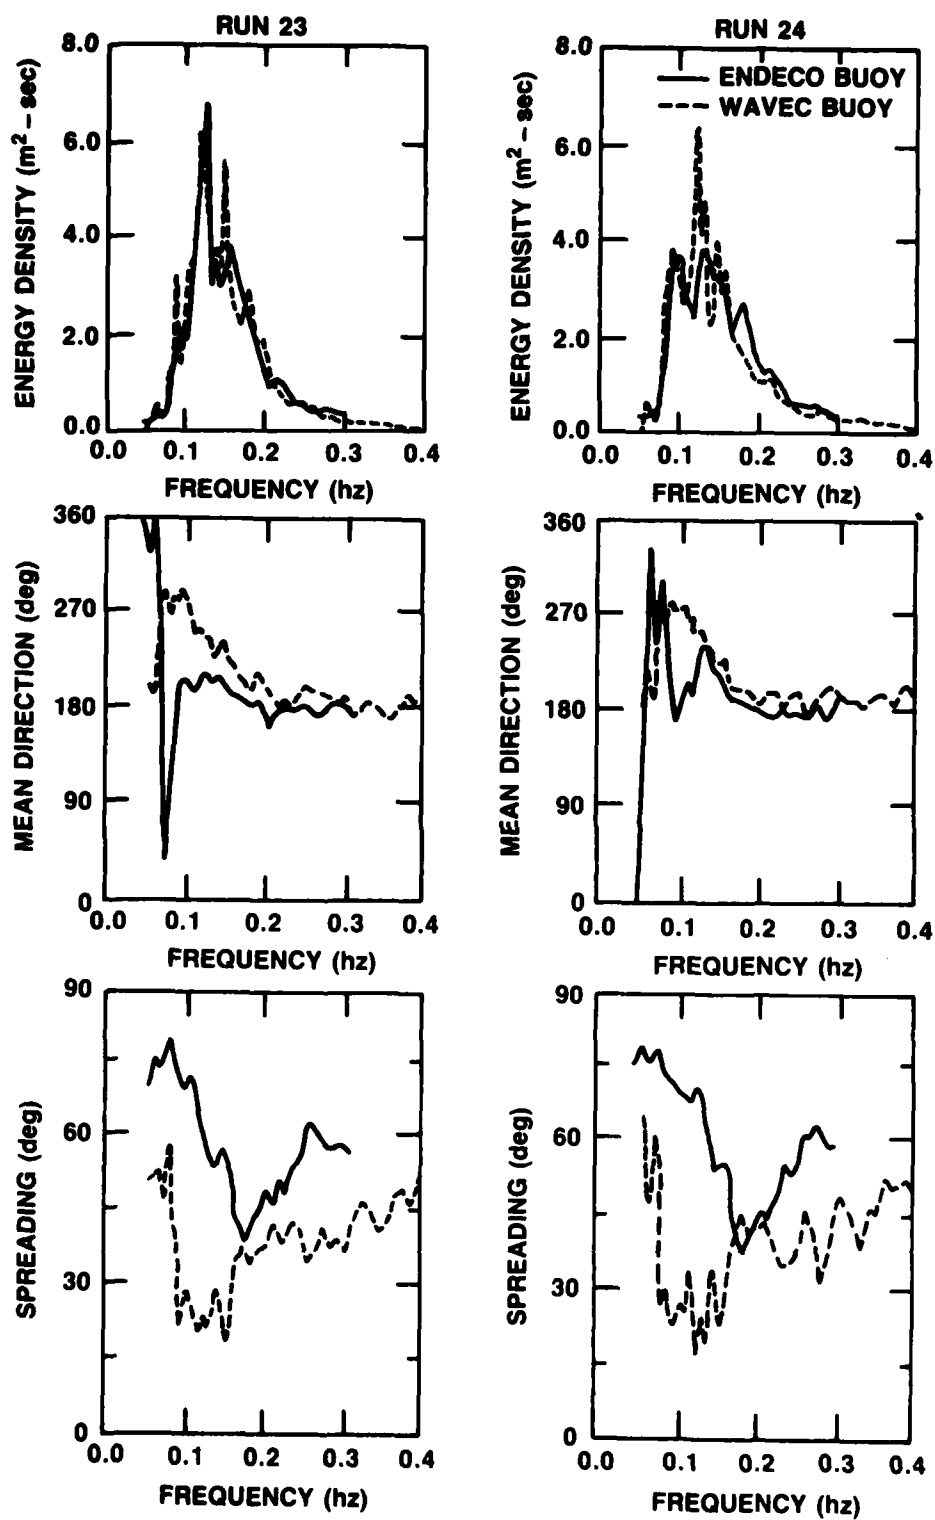 RUN 23
8.0
6.0
4.0
2.0
0.0
0.0 0.1 0.2 0.3 0.4
ENERGY DENSITY (m² – sec)
FREQUENCY (hz)
RUN 24
ENDECO BUOY
WAVEC BUOY
8.0
6.0
4.0
2.0
0.0
0.0 0.1 0.2 0.3 0.4
ENERGY DENSITY (m² – sec)
FREQUENCY (hz)
360
270
180
90
0
0.0 0.1 0.2 0.3 0.4
MEAN DIRECTION (deg)
FREQUENCY (hz)
360
270
180
90
0
0.0 0.1 0.2 0.3 0.4
MEAN DIRECTION (deg)
FREQUENCY (hz)
90
60
30
0
0.0 0.1 0.2 0.3 0.4
SPREADING (deg)
FREQUENCY (hz)
90
60
30
0
0.0 0.1 0.2 0.3 0.4
SPREADING (deg)
FREQUENCY (hz)